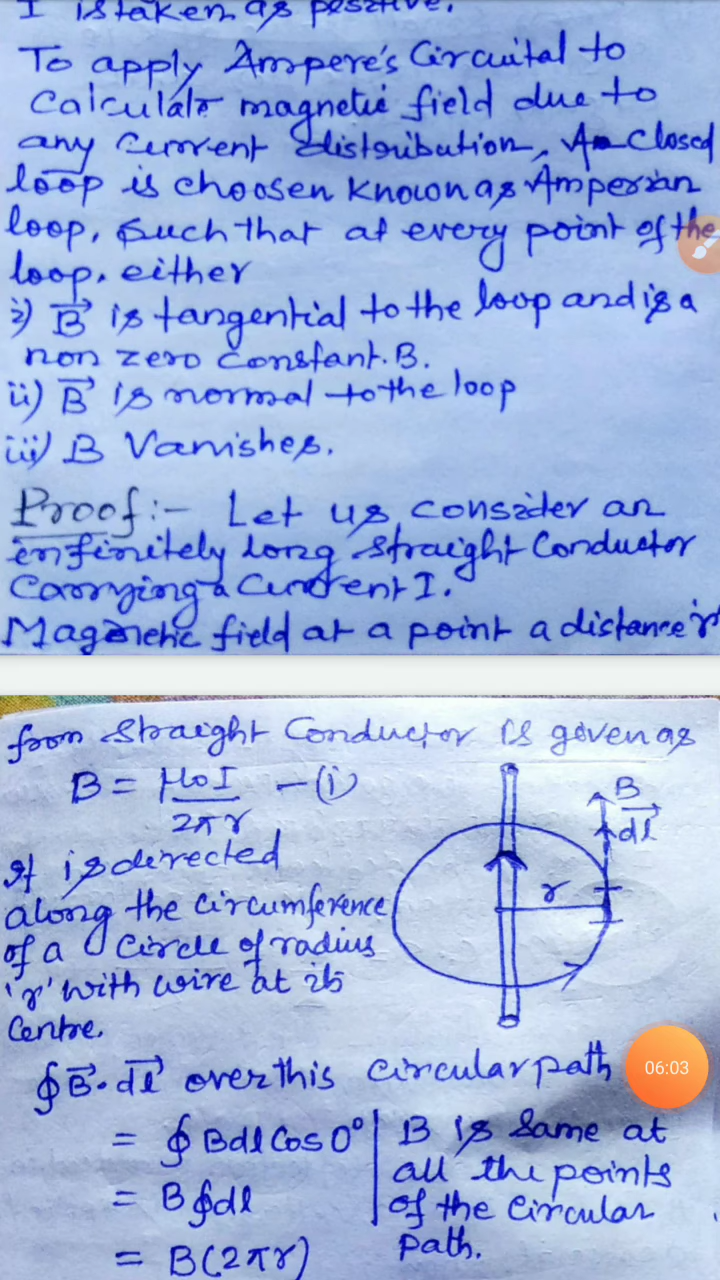 I is taken as positive.
To apply Ampere's Circuital to
Calculate magnetic field due to
any Current distribution, A Closed
loop is choosen known as Amperian
loop, Such that at every point of the
loop, either
i) B⃗ is tangential to the loop and is a
non zero Constant. B.
ii) B⃗ is normal to the loop
iii) B Vanishes.
Proof:- Let us consider an
infinitely long straight Conductor
Carrying a Current I.
Magnetic field at a point a distance 'r'
from Straight Conductor is given as
B = μ₀I / 2πr - (i)
B
d⃗l
r
It is directed
along the circumference
of a Circle of radius
'r' with wire at its
Centre.
∮B⃗.d⃗l over this circular path
06:03
= ∮ Bdl Cos 0°
= B∮dl
= B(2πr)
B is Same at
all the points
of the Circular
Path.